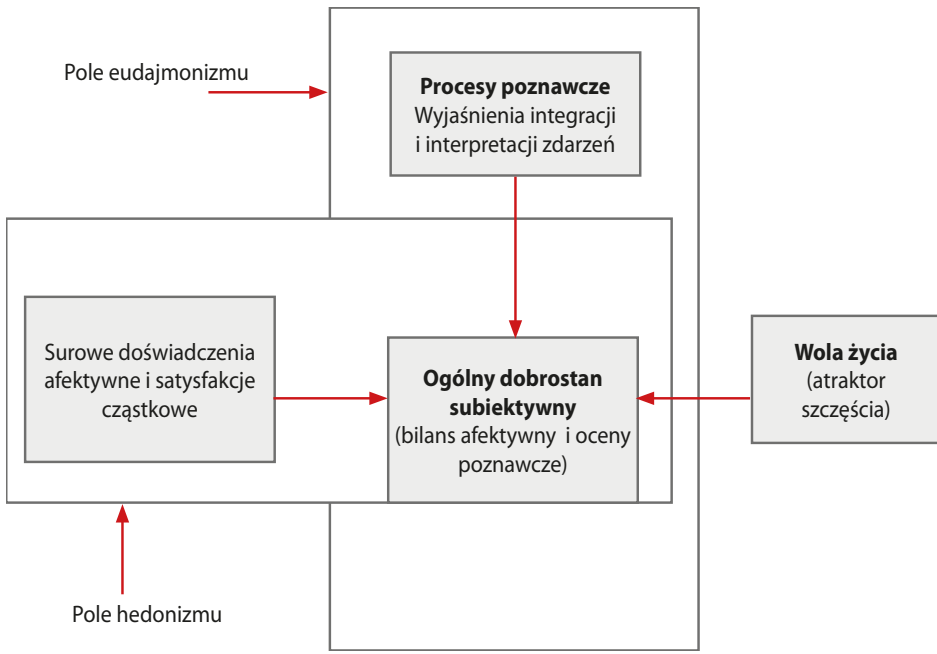 Pole eudajmonizmu
Procesy poznawcze
Wyjaśnienia integracji
i interpretacji zdarzeń
Surowe doświadczenia
afektywne i satysfakcje
cząstkowe
Ogólny dobrostan
subiektywny
(bilans afektywny i oceny
poznawcze)
Wola życia
(atraktor
szczęścia)
Pole hedonizmu